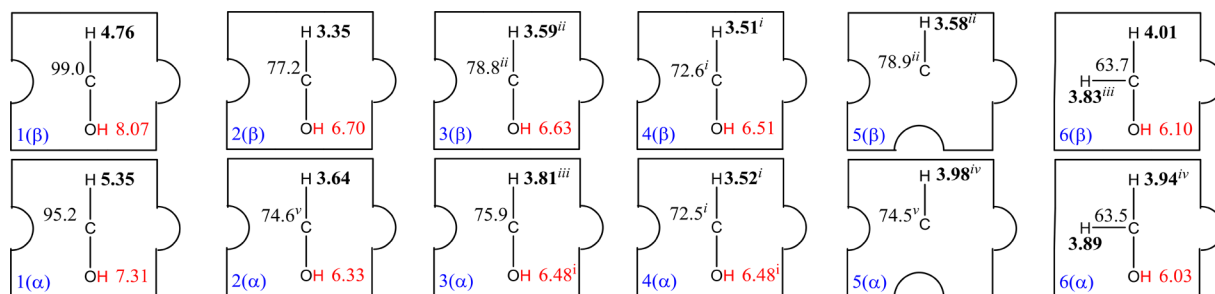 H 4.76
99.0 C
OH 8.07
1(β)
H 3.35
77.2 C
OH 6.70
2(β)
H 3.59ⁱⁱ
78.8ⁱⁱ C
OH 6.63
3(β)
H 3.51ⁱ
72.6ⁱ C
OH 6.51
4(β)
H 3.58ⁱⁱ
78.9ⁱⁱ C
5(β)
H 4.01
63.7
H C
3.83ⁱⁱⁱ
OH 6.10
6(β)
H 5.35
95.2 C
OH 7.31
1(α)
H 3.64
74.6ᵛ C
OH 6.33
2(α)
H 3.81ⁱⁱⁱ
75.9 C
OH 6.48ⁱ
3(α)
H 3.52ⁱ
72.5ⁱ C
OH 6.48ⁱ
4(α)
H 3.98ⁱᵛ
74.5ᵛ C
5(α)
H 3.94ⁱᵛ
63.5
H C
3.89
OH 6.03
6(α)